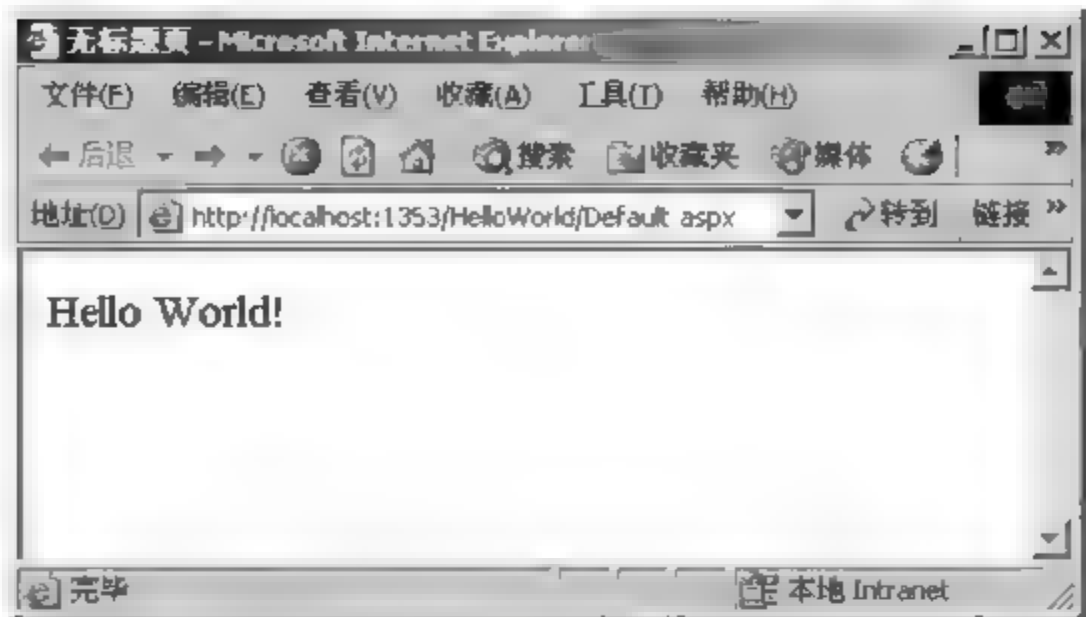 无标题页 - Microsoft Internet Explorer
文件(F) 编辑(E) 查看(V) 收藏(A) 工具(T) 帮助(H)
后退 搜索 收藏夹 媒体
地址(D) http://localhost:1353/HelloWorld/Default.aspx 转到 链接
Hello World!
完毕 本地 Intranet